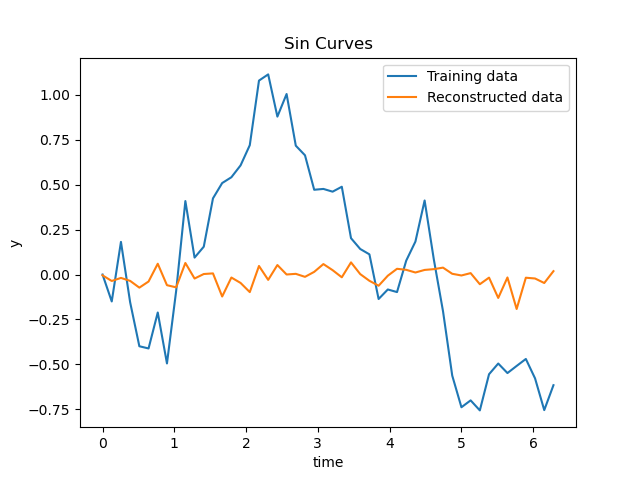 Sin Curves
Training data
Reconstructed data
1.00
0.75
0.50
0.25
0.00
−0.25
−0.50
−0.75
y
0 1 2 3 4 5 6
time